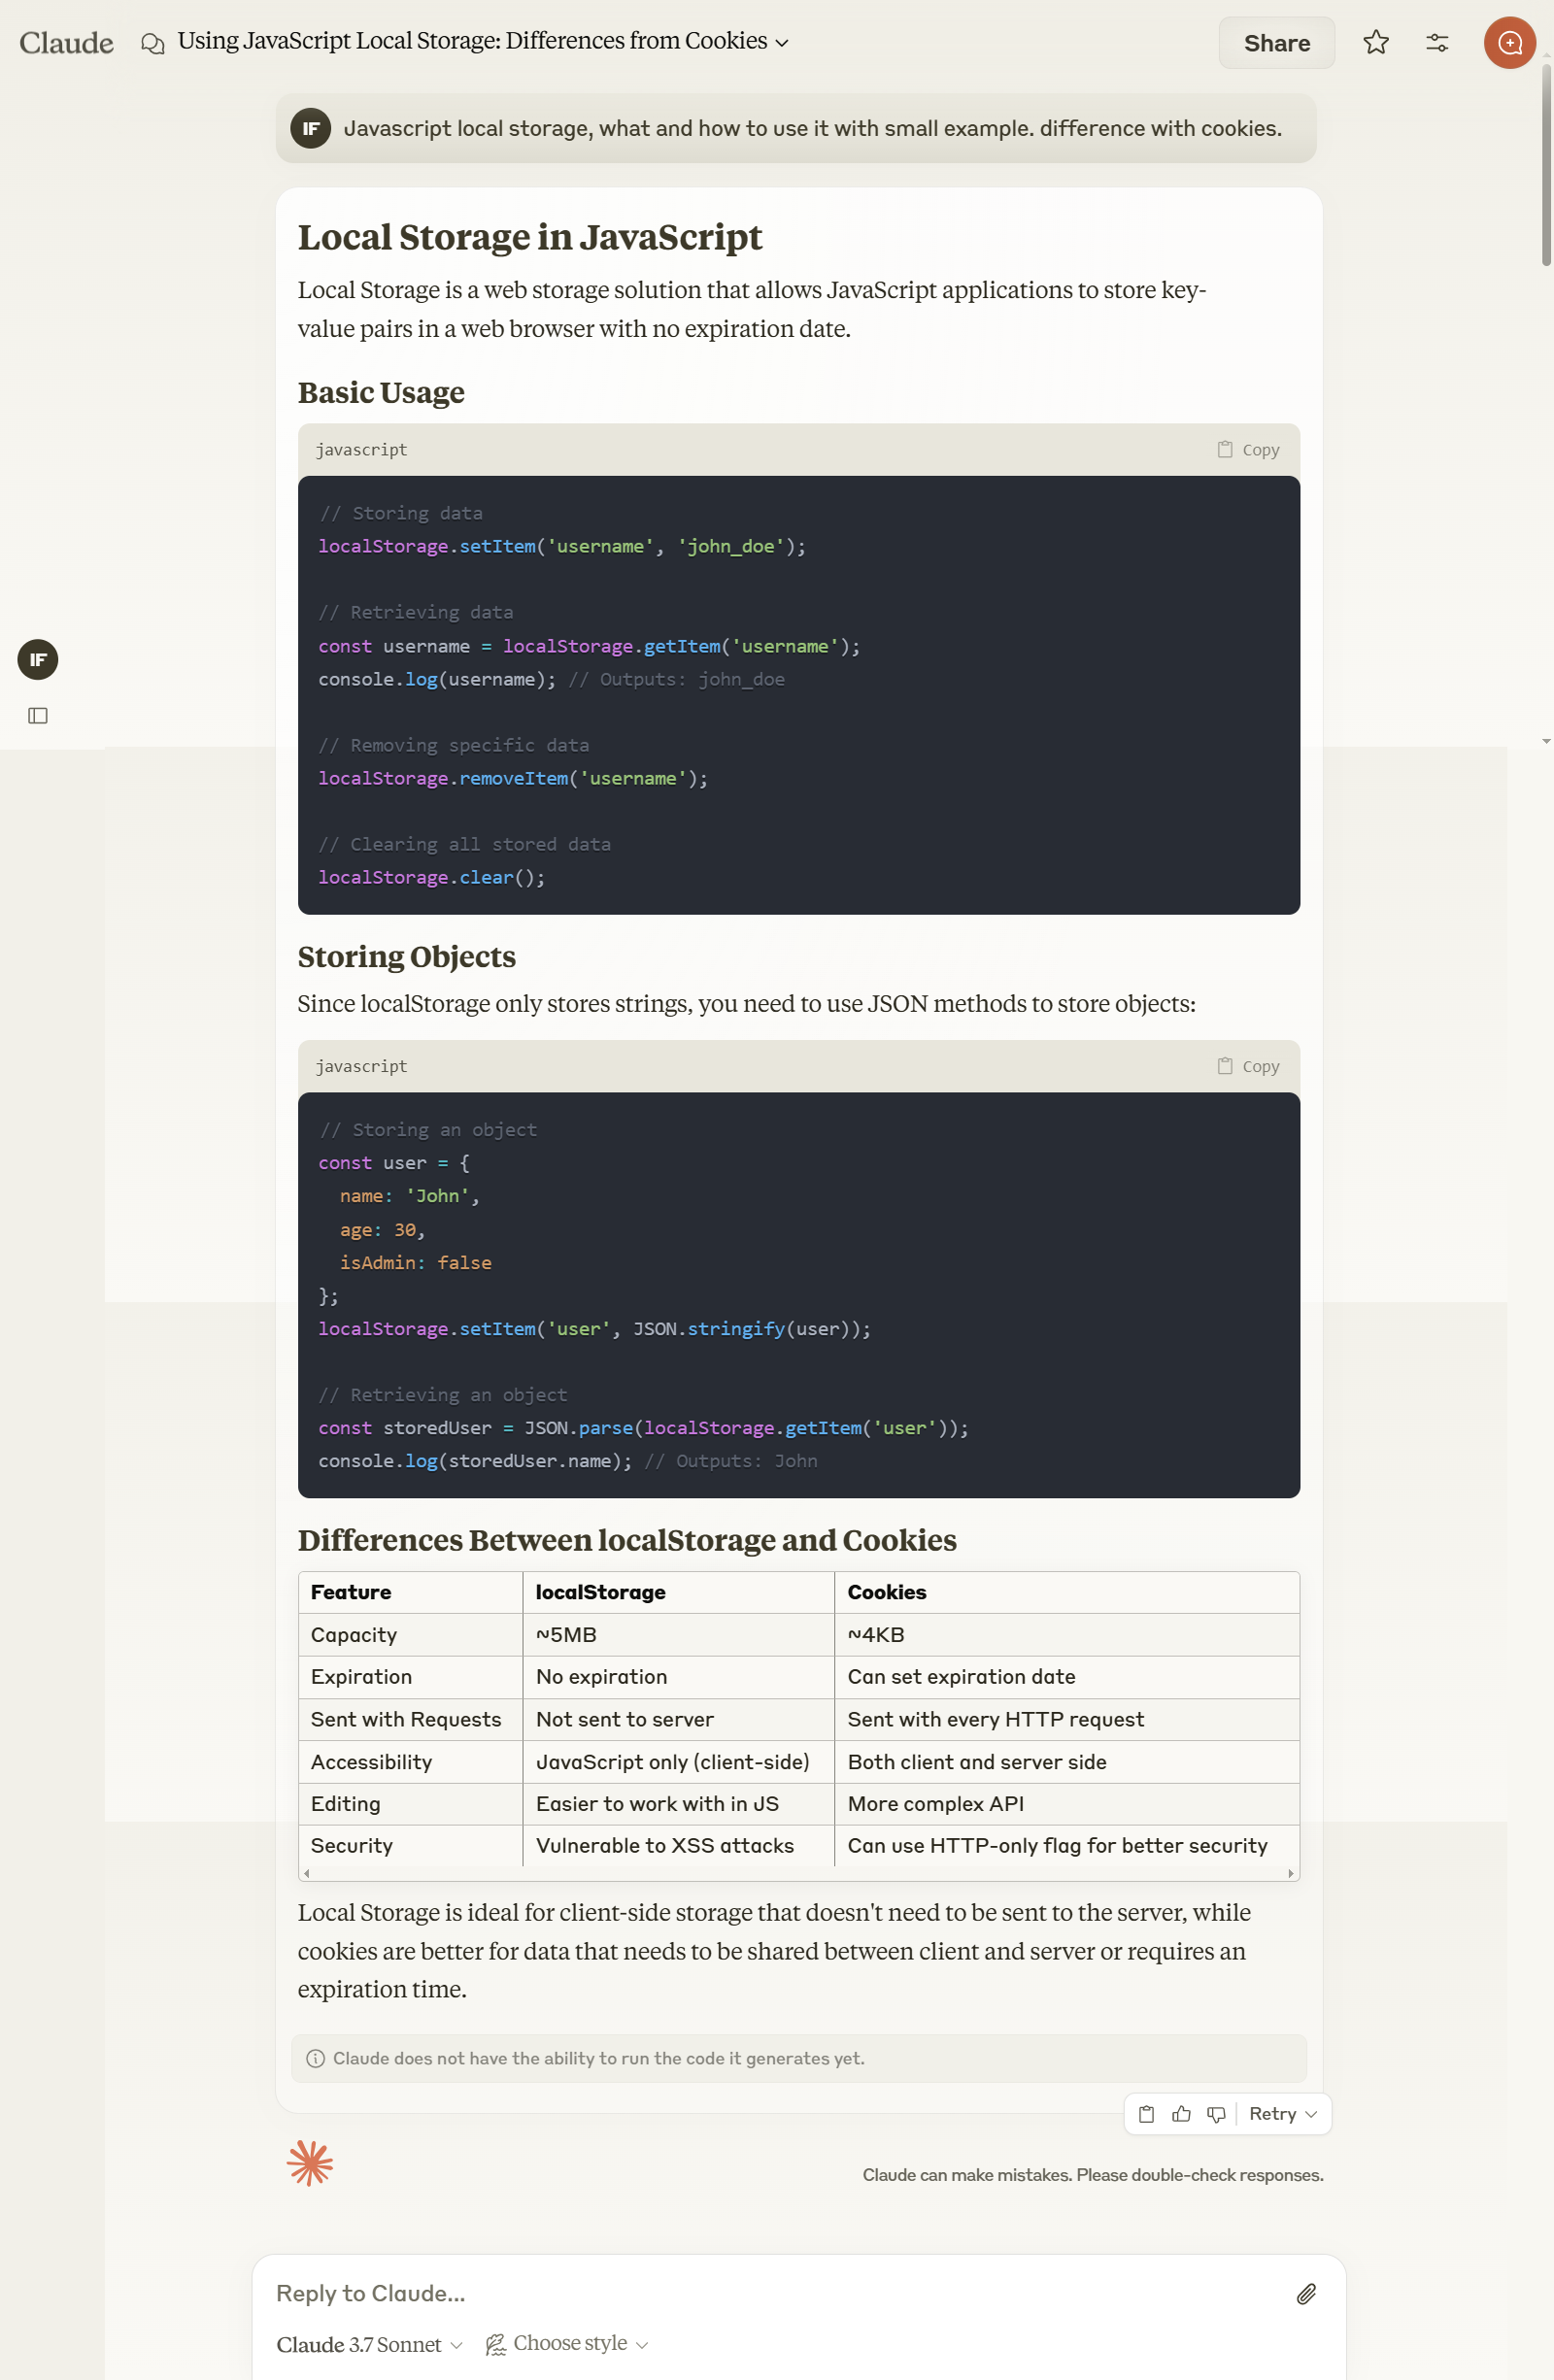 Claude
Using JavaScript Local Storage: Differences from Cookies
Share
IF
Javascript local storage, what and how to use it with small example. difference with cookies.
Local Storage in JavaScript
Local Storage is a web storage solution that allows JavaScript applications to store key-
value pairs in a web browser with no expiration date.
Basic Usage
javascript
Copy
// Storing data
localStorage.setItem('username', 'john_doe');
// Retrieving data
const username = localStorage.getItem('username');
console.log(username); // Outputs: john_doe
// Removing specific data
localStorage.removeItem('username');
// Clearing all stored data
localStorage.clear();
IF
Storing Objects
Since localStorage only stores strings, you need to use JSON methods to store objects:
javascript
Copy
// Storing an object
const user = {
  name: 'John',
  age: 30,
  isAdmin: false
};
localStorage.setItem('user', JSON.stringify(user));
// Retrieving an object
const storedUser = JSON.parse(localStorage.getItem('user'));
console.log(storedUser.name); // Outputs: John
Differences Between localStorage and Cookies
Feature localStorage Cookies
Capacity ~5MB ~4KB
Expiration No expiration Can set expiration date
Sent with Requests Not sent to server Sent with every HTTP request
Accessibility JavaScript only (client-side) Both client and server side
Editing Easier to work with in JS More complex API
Security Vulnerable to XSS attacks Can use HTTP-only flag for better security
Local Storage is ideal for client-side storage that doesn't need to be sent to the server, while
cookies are better for data that needs to be shared between client and server or requires an
expiration time.
Claude does not have the ability to run the code it generates yet.
Retry
Claude can make mistakes. Please double-check responses.
Reply to Claude...
Claude 3.7 Sonnet
Choose style